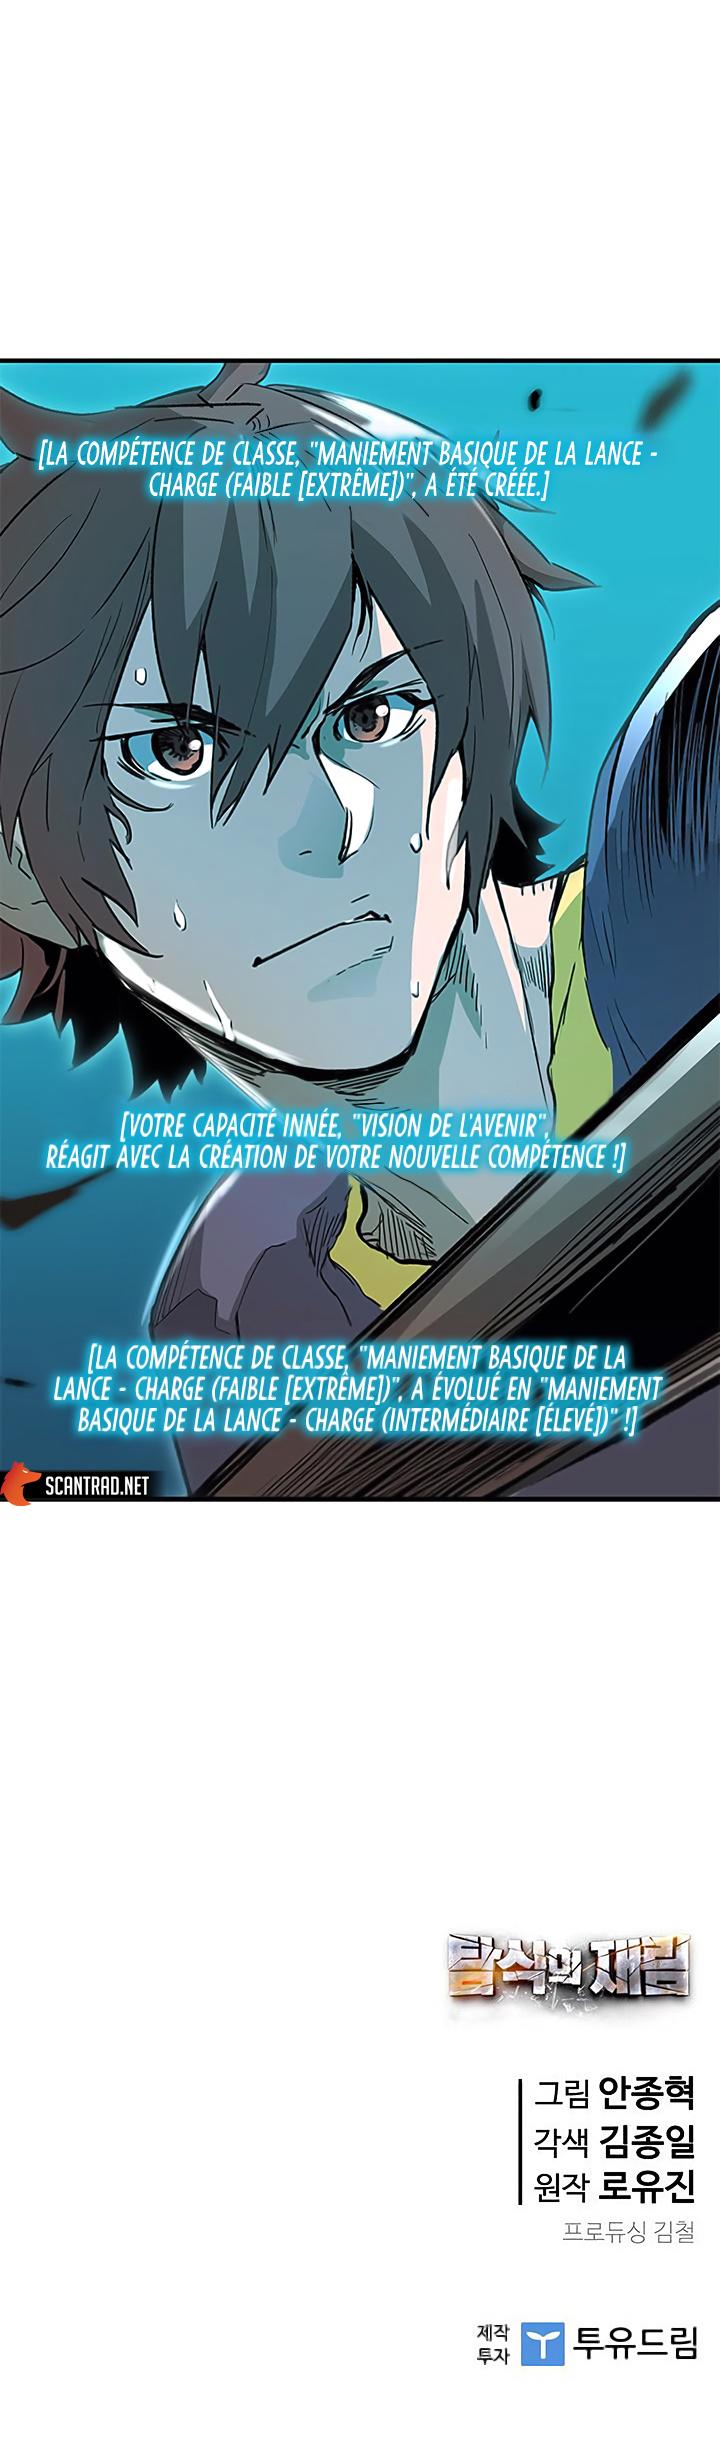 [LA COMPÉTENCE DE CLASSE, "MANIEMENT BASIQUE DE LA LANCE -
CHARGE (FAIBLE [EXTRÊME])", A ÉTÉ CRÉÉE.]
[VOTRE CAPACITÉ INNÉE, "VISION DE L'AVENIR",
RÉAGIT AVEC LA CRÉATION DE VOTRE NOUVELLE COMPÉTENCE !]
[LA COMPÉTENCE DE CLASSE, "MANIEMENT BASIQUE DE LA
LANCE - CHARGE (FAIBLE [EXTRÊME])", A ÉVOLUÉ EN "MANIEMENT
BASIQUE DE LA LANCE - CHARGE (INTERMÉDIAIRE [ÉLEVÉ])" !]
SCANTRAD.NET
탐식의 재림
그림 안종혁
각색 김종일
원작 로유진
프로듀싱 김철
제작
투자
투유드림